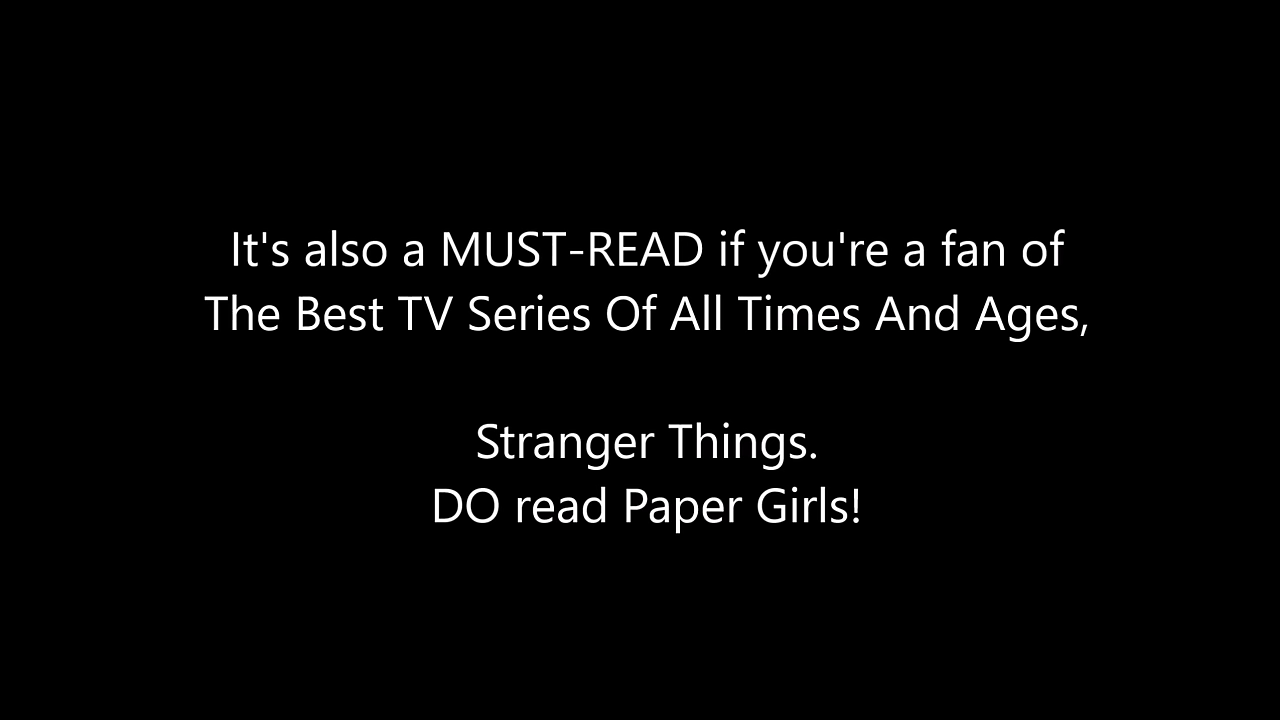 It's also a MUST-READ if you're a fan of
The Best TV Series Of All Times And Ages,
Stranger Things.
DO read Paper Girls!